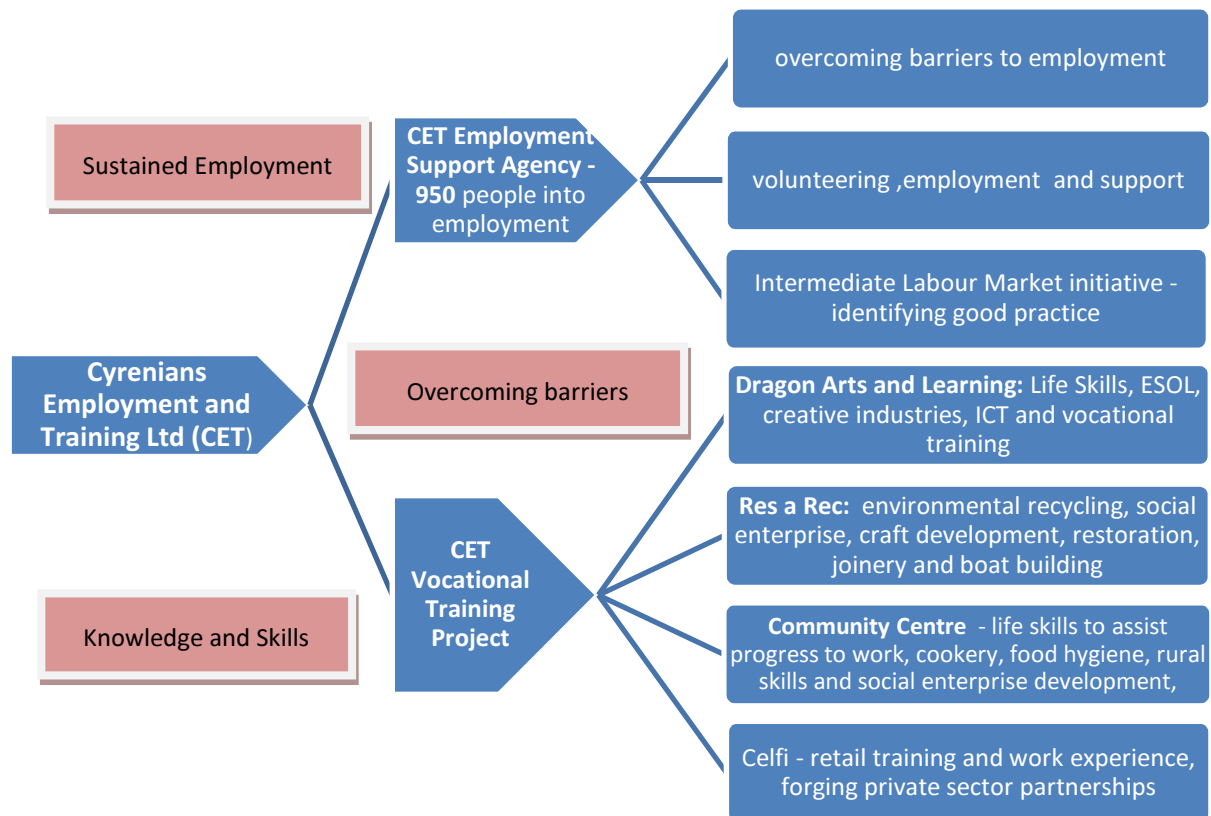 Sustained Employment
Overcoming barriers
Knowledge and Skills
Cyrenians
Employment and
Training Ltd (CET)
CET Employment
Support Agency -
950 people into
employment
overcoming barriers to employment
volunteering ,employment  and support
Intermediate Labour Market initiative -
identifying good practice
CET
Vocational
Training
Project
Dragon Arts and Learning: Life Skills, ESOL,
creative industries, ICT and vocational
training
Res a Rec:  environmental recycling, social
enterprise, craft development, restoration,
joinery and boat building
Community Centre  - life skills to assist
progress to work, cookery, food hygiene, rural
skills and social enterprise development,
Celfi - retail training and work experience,
forging private sector partnerships